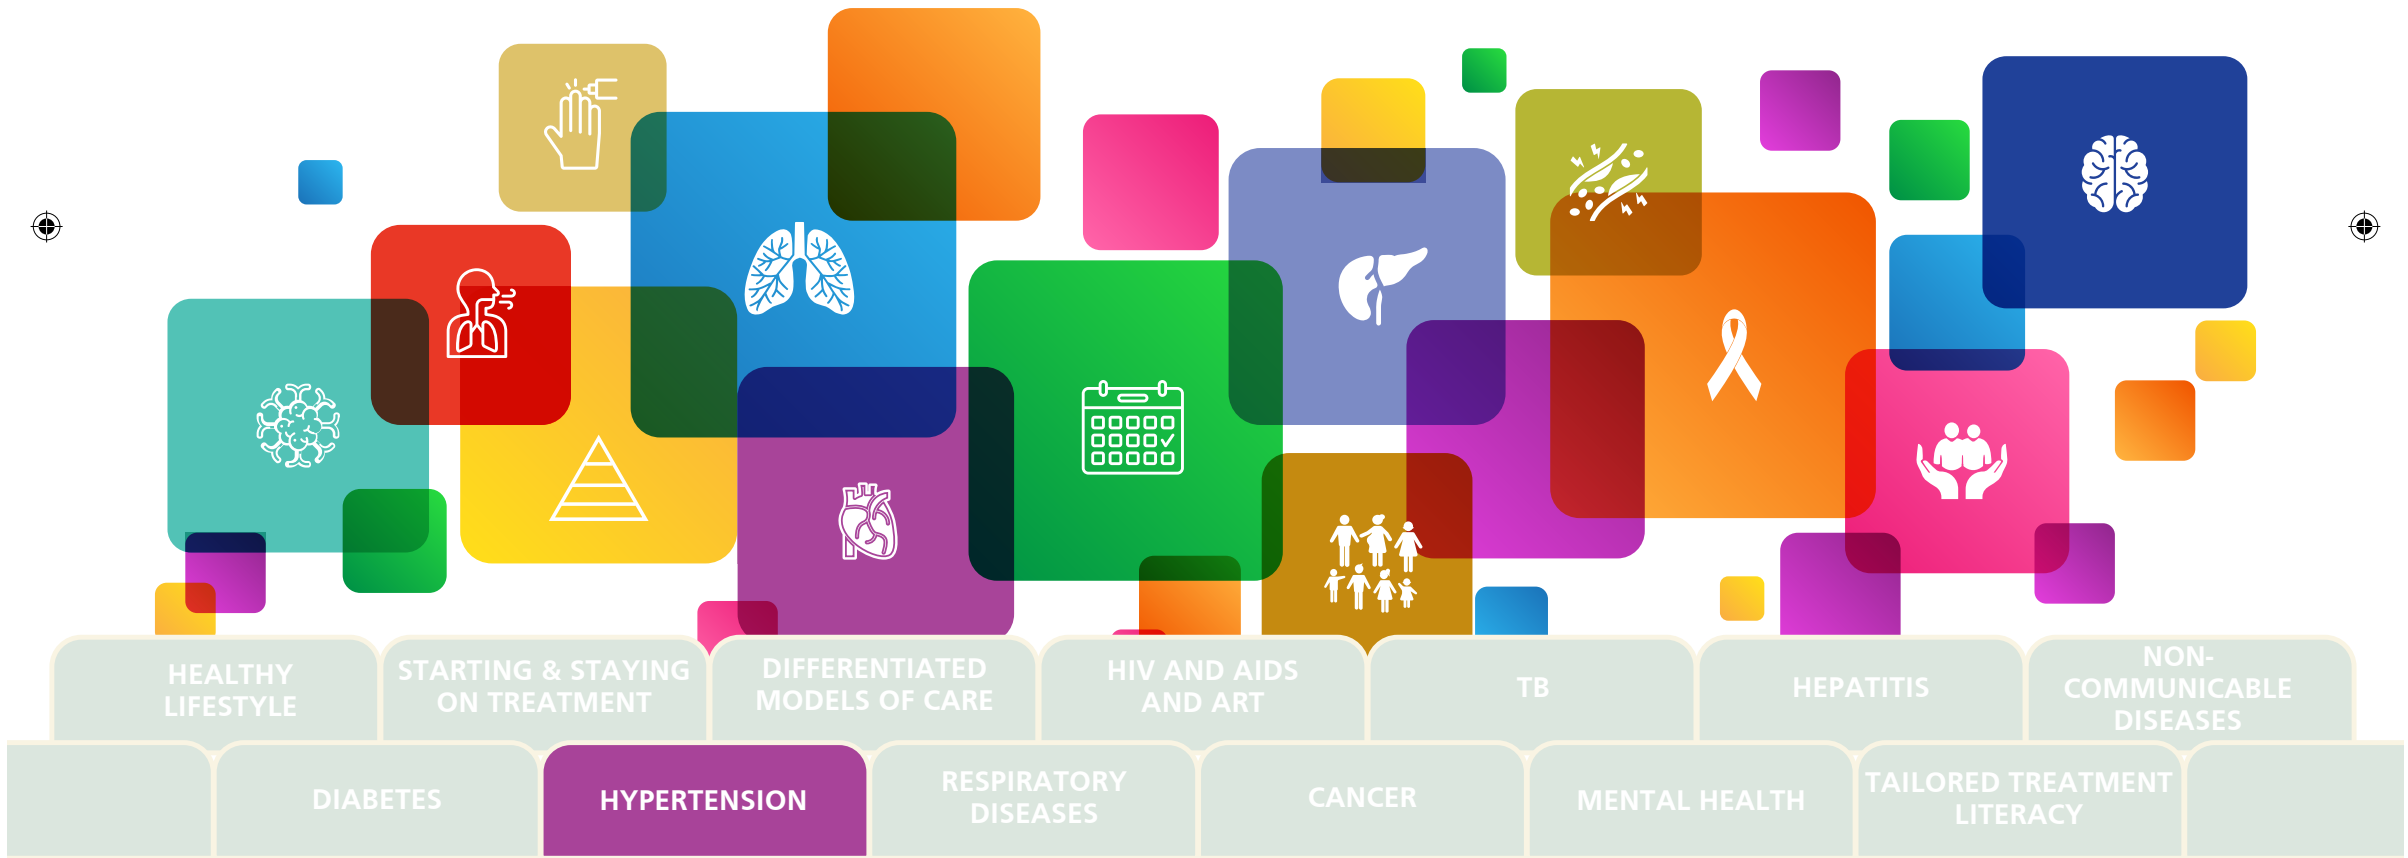 HEALTHY
LIFESTYLE
STARTING & STAYING
ON TREATMENT
DIFFERENTIATED
MODELS OF CARE
HIV AND AIDS
AND ART
TB
HEPATITIS
NON-
COMMUNICABLE
DISEASES
DIABETES
HYPERTENSION
RESPIRATORY
DISEASES
CANCER
MENTAL HEALTH
TAILORED TREATMENT
LITERACY